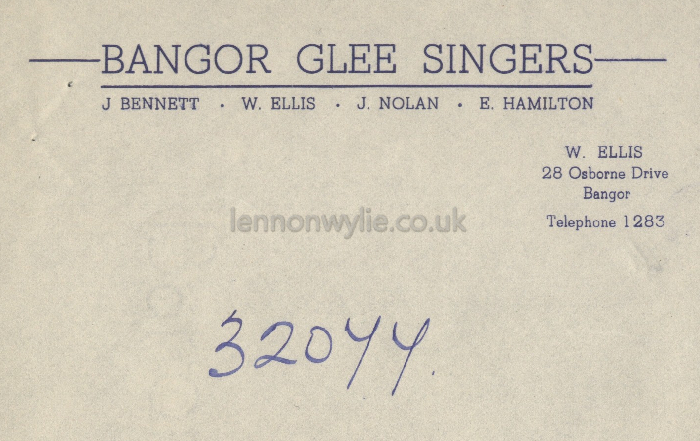 BANGOR GLEE SINGERS
J BENNETT · W. ELLIS · J. NOLAN · E. HAMILTON
W. ELLIS
28 Osborne Drive
Bangor
Telephone 1283
lennonwylie.co.uk
32044.